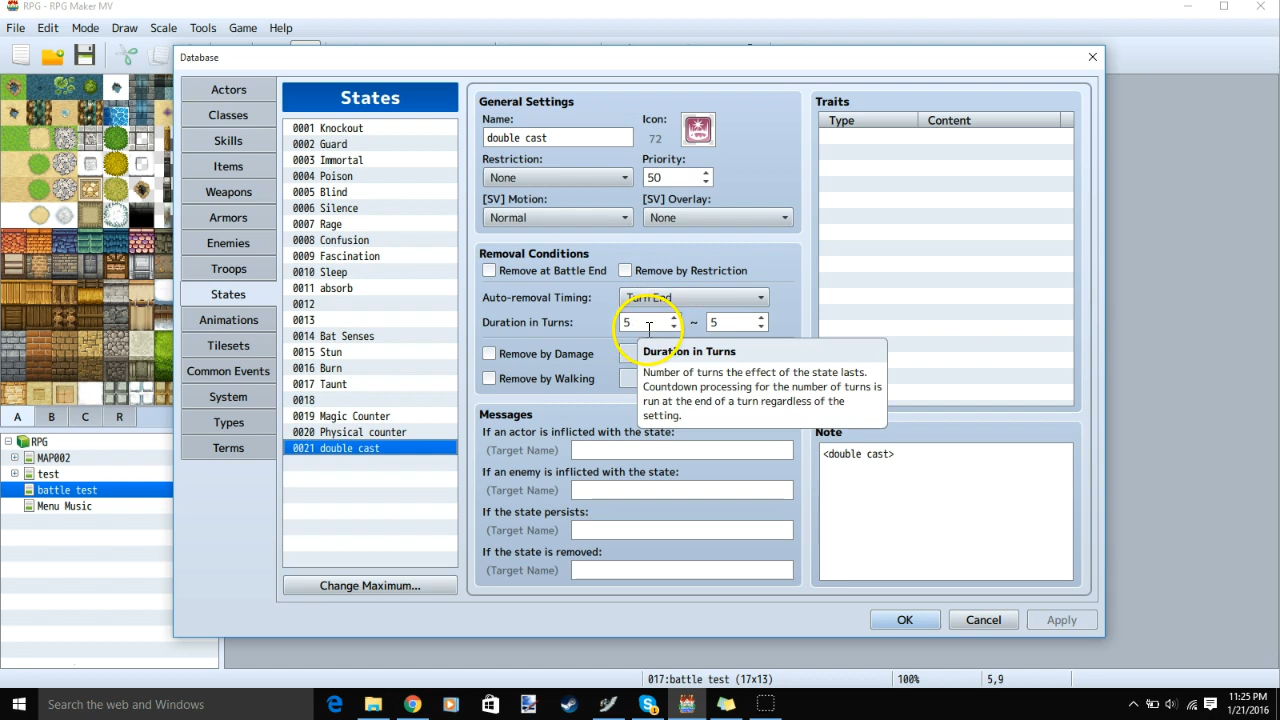 RPG - RPG Maker MV
File Edit Mode Draw Scale Tools Game Help
Database
Actors
Classes
Skills
Items
Weapons
Armors
Enemies
Troops
States
Animations
Tilesets
Common Events
System
Types
Terms
States
0001 Knockout
0002 Guard
0003 Immortal
0004 Poison
0005 Blind
0006 Silence
0007 Rage
0008 Confusion
0009 Fascination
0010 Sleep
0011 absorb
0012
0013
0014 Bat Senses
0015 Stun
0016 Burn
0017 Taunt
0018
0019 Magic Counter
0020 Physical counter
0021 double cast
Change Maximum...
General Settings
Name: Icon:
double cast 72
Restriction: Priority:
None 50
[SV] Motion: [SV] Overlay:
Normal None
Removal Conditions
Remove at Battle End Remove by Restriction
Auto-removal Timing: Turn End
Duration in Turns: 5 ~ 5
Remove by Damage
Remove by Walking
Duration in Turns
Number of turns the effect of the state lasts.
Countdown processing for the number of turns is
run at the end of a turn regardless of the
setting.
Messages
If an actor is inflicted with the state:
(Target Name)
If an enemy is inflicted with the state:
(Target Name)
If the state persists:
(Target Name)
If the state is removed:
(Target Name)
Traits
Type Content
Note
<double cast>
OK Cancel Apply
A B C R
RPG
MAP002
test
battle test
Menu Music
017:battle test (17x13) 100% 5,9
Search the web and Windows
11:25 PM
1/21/2016